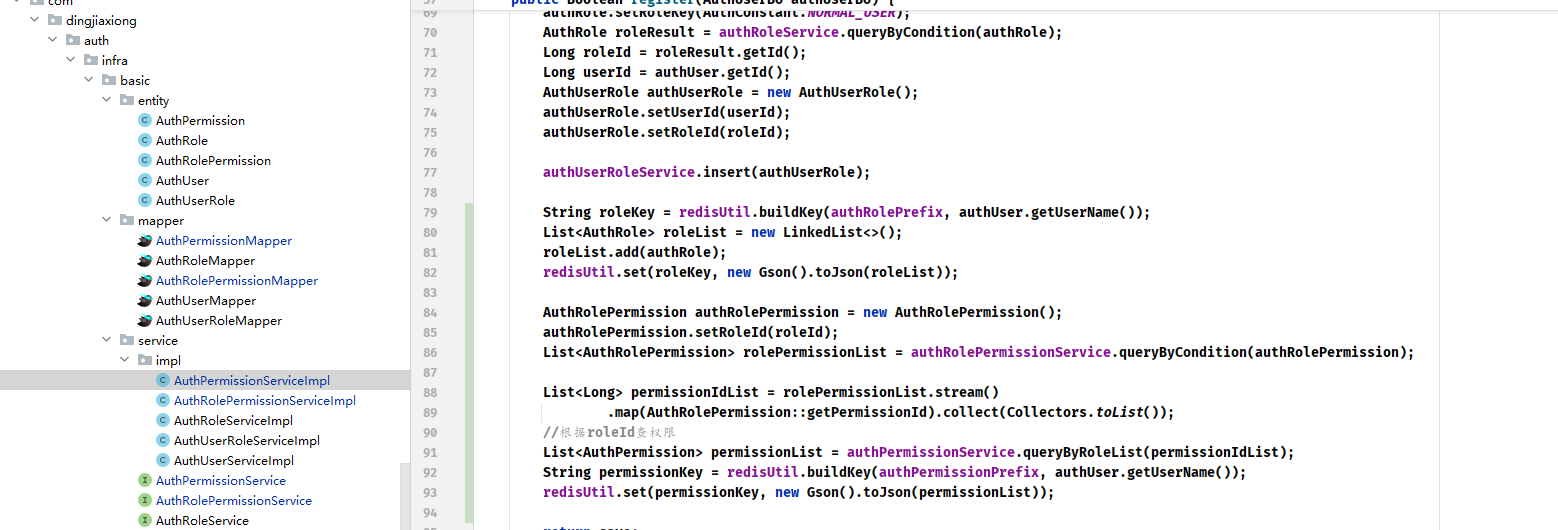 com
dingjiaxiong
auth
infra
basic
entity
AuthPermission
AuthRole
AuthRolePermission
AuthUser
AuthUserRole
mapper
AuthPermissionMapper
AuthRoleMapper
AuthRolePermissionMapper
AuthUserMapper
AuthUserRoleMapper
service
impl
AuthPermissionServiceImpl
AuthRolePermissionServiceImpl
AuthRoleServiceImpl
AuthUserRoleServiceImpl
AuthUserServiceImpl
AuthPermissionService
AuthRolePermissionService
AuthRoleService
57 public Boolean register(AuthUserBO authUserBO) {
69 authRole.setRoleKey(AuthConstant.NORMAL_USER);
70 AuthRole roleResult = authRoleService.queryByCondition(authRole);
71 Long roleId = roleResult.getId();
72 Long userId = authUser.getId();
73 AuthUserRole authUserRole = new AuthUserRole();
74 authUserRole.setUserId(userId);
75 authUserRole.setRoleId(roleId);
76
77 authUserRoleService.insert(authUserRole);
78
79 String roleKey = redisUtil.buildKey(authRolePrefix, authUser.getUserName());
80 List<AuthRole> roleList = new LinkedList<>();
81 roleList.add(authRole);
82 redisUtil.set(roleKey, new Gson().toJson(roleList));
83
84 AuthRolePermission authRolePermission = new AuthRolePermission();
85 authRolePermission.setRoleId(roleId);
86 List<AuthRolePermission> rolePermissionList = authRolePermissionService.queryByCondition(authRolePermission);
87
88 List<Long> permissionIdList = rolePermissionList.stream()
89 .map(AuthRolePermission::getPermissionId).collect(Collectors.toList());
90 //根据roleId查权限
91 List<AuthPermission> permissionList = authPermissionService.queryByRoleList(permissionIdList);
92 String permissionKey = redisUtil.buildKey(authPermissionPrefix, authUser.getUserName());
93 redisUtil.set(permissionKey, new Gson().toJson(permissionList));
94
95 return save;